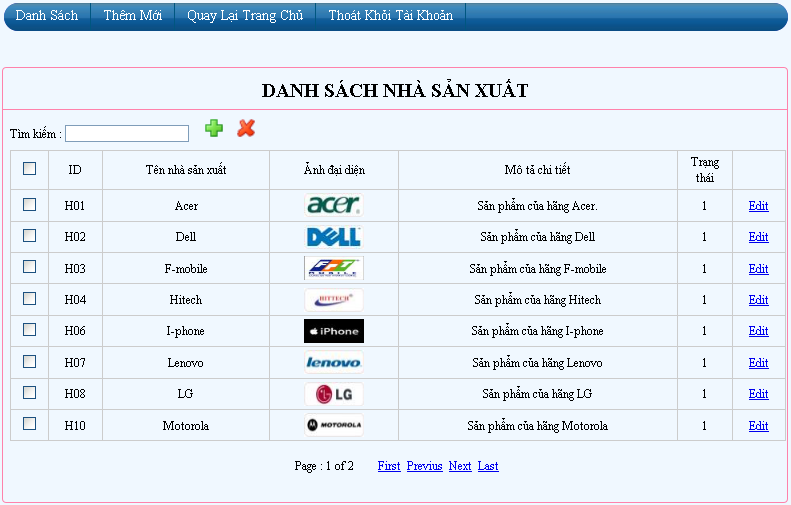 Danh Sách Thêm Mới Quay Lại Trang Chủ Thoát Khỏi Tài Khoản
DANH SÁCH NHÀ SẢN XUẤT
Tìm kiếm :
ID Tên nhà sản xuất Ảnh đại diện Mô tả chi tiết Trạng thái
H01 Acer acer Sản phẩm của hãng Acer. 1 Edit
H02 Dell DELL Sản phẩm của hãng Dell 1 Edit
H03 F-mobile FPT MOBILE Sản phẩm của hãng F-mobile 1 Edit
H04 Hitech HITTECH Sản phẩm của hãng Hitech 1 Edit
H06 I-phone iPhone Sản phẩm của hãng I-phone 1 Edit
H07 Lenovo lenovo Sản phẩm của hãng Lenovo 1 Edit
H08 LG LG Sản phẩm của hãng LG 1 Edit
H10 Motorola MOTOROLA Sản phẩm của hãng Motorola 1 Edit
Page : 1 of 2 First Previus Next Last